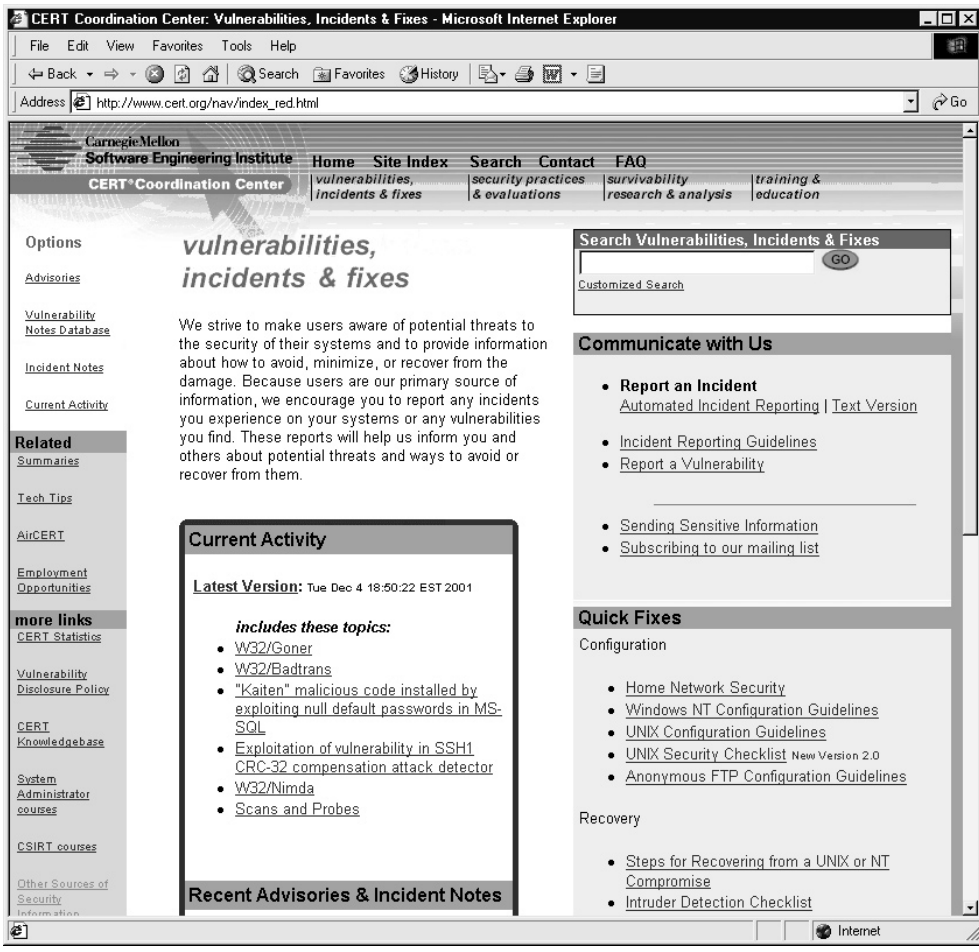 CERT Coordination Center: Vulnerabilities, Incidents & Fixes - Microsoft Internet Explorer
File Edit View Favorites Tools Help
Back Search Favorites History
Address http://www.cert.org/nav/index_red.html Go
CarnegieMellon
Software Engineering Institute
CERT Coordination Center
Home Site Index Search Contact FAQ
vulnerabilities,
incidents & fixes
security practices
& evaluations
survivability
research & analysis
training &
education
Options
Advisories
Vulnerability
Notes Database
Incident Notes
Current Activity
Related
Summaries
Tech Tips
AirCERT
Employment
Opportunities
more links
CERT Statistics
Vulnerability
Disclosure Policy
CERT
Knowledgebase
System
Administrator
courses
CSIRT courses
Other Sources of
Security
Information
vulnerabilities,
incidents & fixes
We strive to make users aware of potential threats to
the security of their systems and to provide information
about how to avoid, minimize, or recover from the
damage. Because users are our primary source of
information, we encourage you to report any incidents
you experience on your systems or any vulnerabilities
you find. These reports will help us inform you and
others about potential threats and ways to avoid or
recover from them.
Current Activity
Latest Version: Tue Dec 4 18:50:22 EST 2001
includes these topics:
• W32/Goner
• W32/Badtrans
• "Kaiten" malicious code installed by
exploiting null default passwords in MS-
SQL
• Exploitation of vulnerability in SSH1
CRC-32 compensation attack detector
• W32/Nimda
• Scans and Probes
Recent Advisories & Incident Notes
Search Vulnerabilities, Incidents & Fixes
GO
Customized Search
Communicate with Us
• Report an Incident
Automated Incident Reporting | Text Version
• Incident Reporting Guidelines
• Report a Vulnerability
• Sending Sensitive Information
• Subscribing to our mailing list
Quick Fixes
Configuration
• Home Network Security
• Windows NT Configuration Guidelines
• UNIX Configuration Guidelines
• UNIX Security Checklist New Version 2.0
• Anonymous FTP Configuration Guidelines
Recovery
• Steps for Recovering from a UNIX or NT
Compromise
• Intruder Detection Checklist
Internet